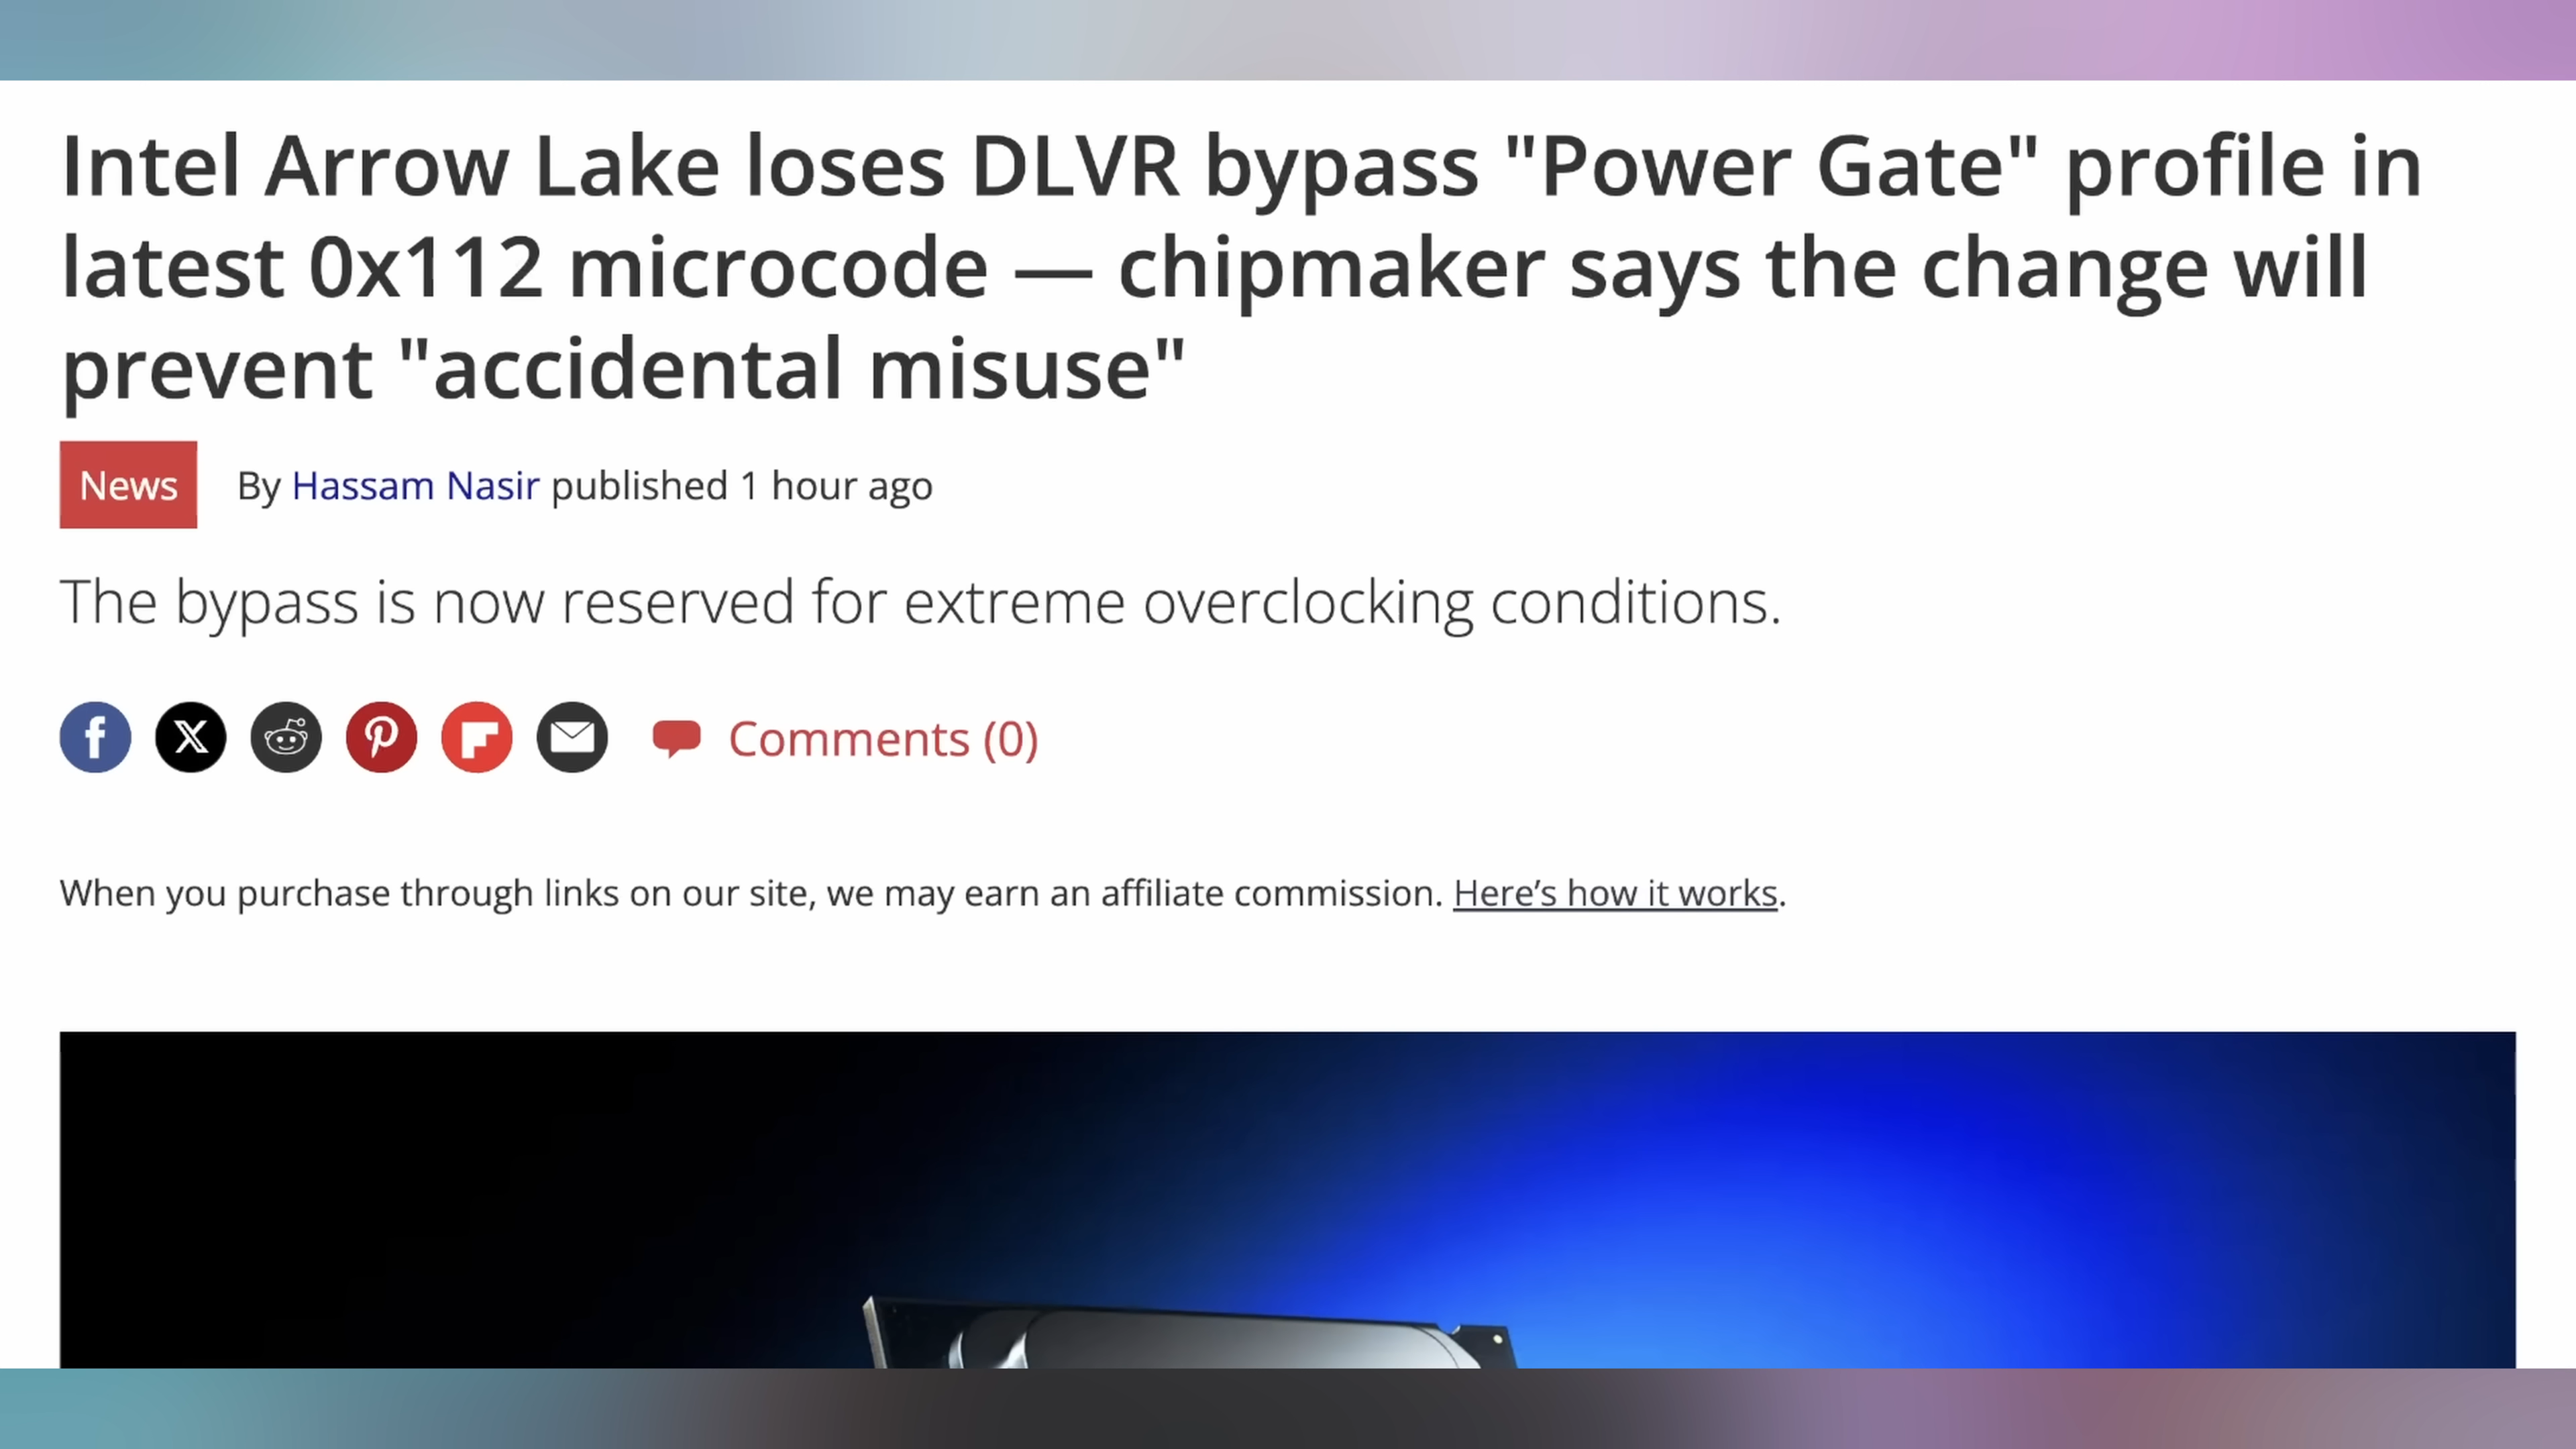 Intel Arrow Lake loses DLVR bypass "Power Gate" profile in
latest 0x112 microcode — chipmaker says the change will
prevent "accidental misuse"
News
By Hassam Nasir published 1 hour ago
The bypass is now reserved for extreme overclocking conditions.
Comments (0)
When you purchase through links on our site, we may earn an affiliate commission. Here’s how it works.